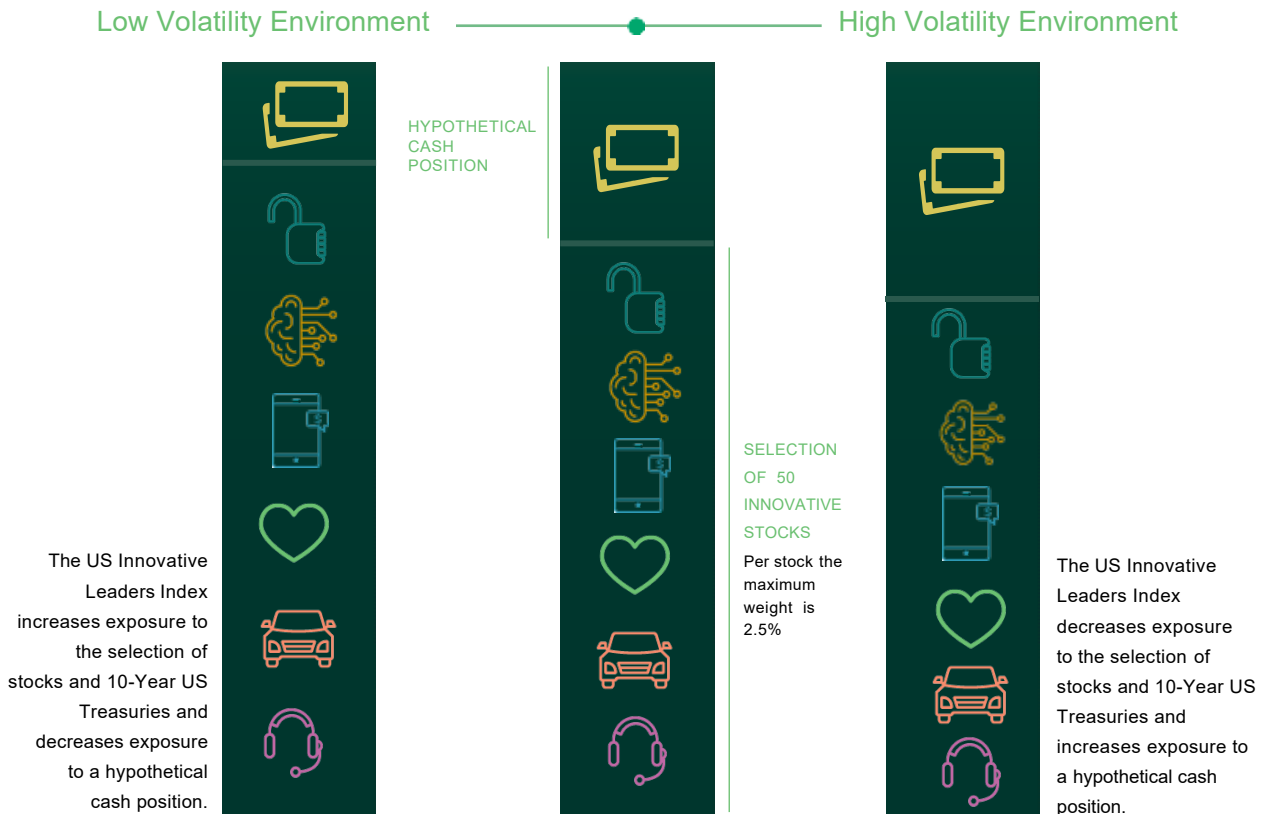 Low Volatility Environment
High Volatility Environment
HYPOTHETICAL
CASH
POSITION
SELECTION
OF 50
INNOVATIVE
STOCKS
Per stock the
maximum
weight is
2.5%
The US Innovative
Leaders Index
increases exposure to
the selection of
stocks and 10-Year US
Treasuries and
decreases exposure
to a hypothetical
cash position.
The US Innovative
Leaders Index
decreases exposure
to the selection of
stocks and 10-Year US
Treasuries and
increases exposure to
a hypothetical cash
position.